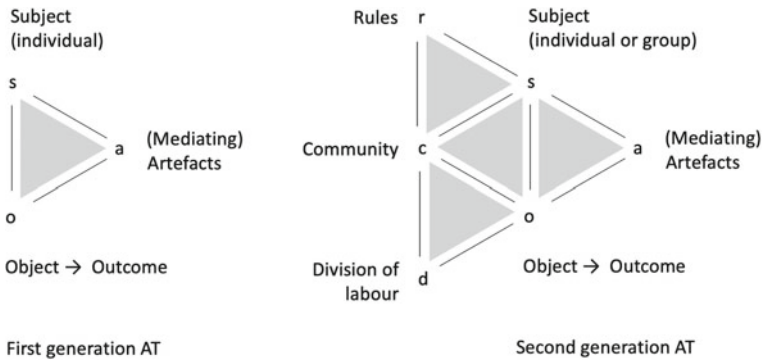 Subject
(individual)
s
a
(Mediating)
Artefacts
o
Object → Outcome
First generation AT
Rules
r
Subject
(individual or group)
s
Community
c
a
(Mediating)
Artefacts
o
Division of
labour
d
Object → Outcome
Second generation AT